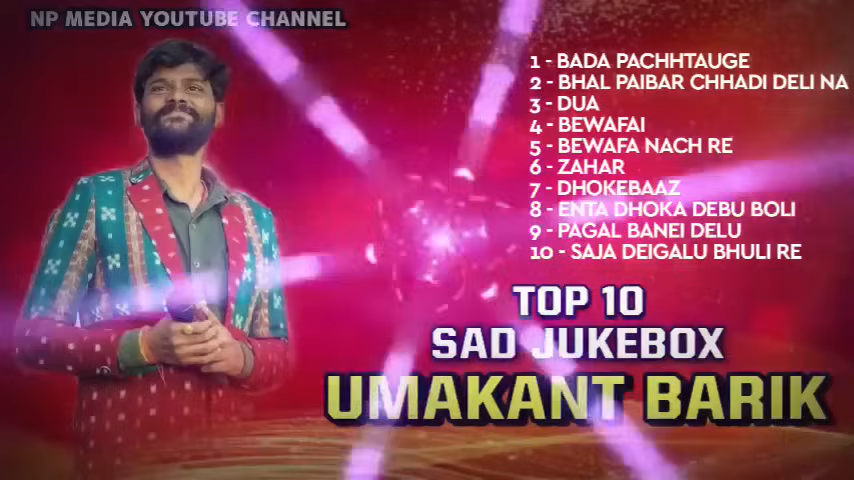 NP MEDIA YOUTUBE CHANNEL
1 - BADA PACHHTAUGE
2 - BHAL PAIBAR CHHADI DELI NA
3 - DUA
4 - BEWAFAI
5 - BEWAFA NACH RE
6 - ZAHAR
7 - DHOKEBAAZ
8 - ENTA DHOKA DEBU BOLI
9 - PAGAL BANEI DELU
10 - SAJA DEIGALU BHULI RE
TOP 10
SAD JUKEBOX
UMAKANT BARIK